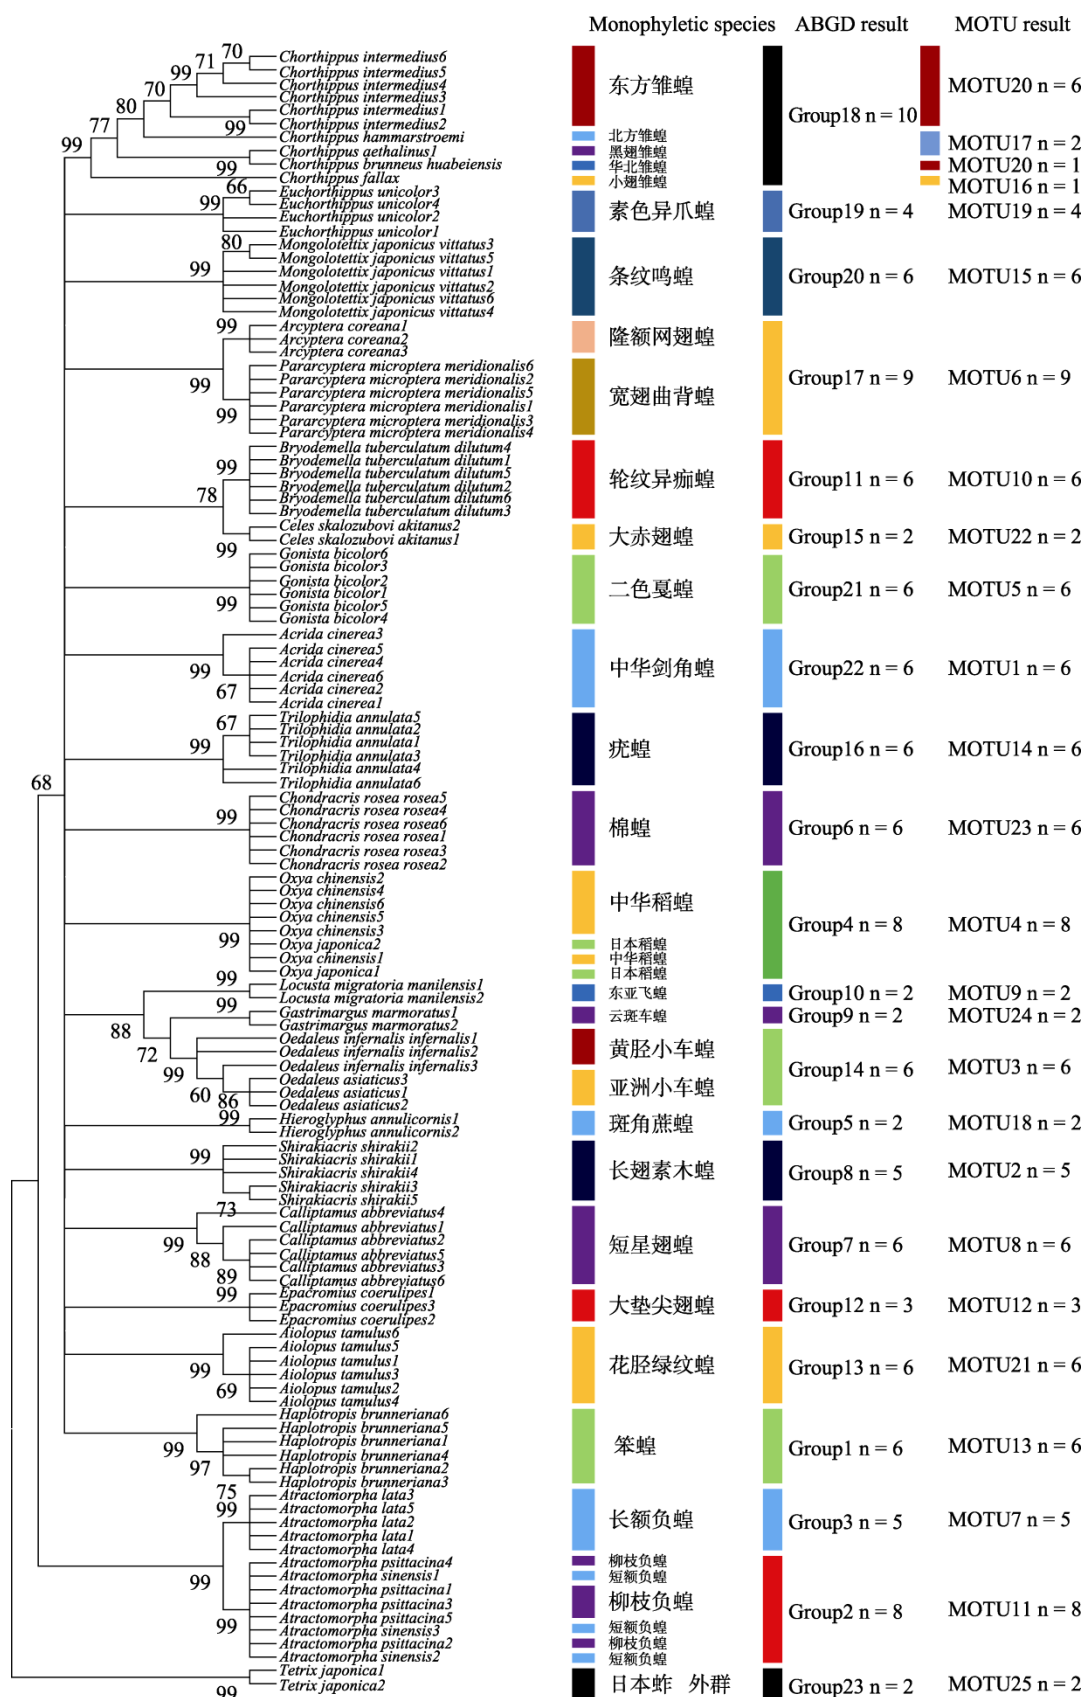 Monophyletic species ABGD result MOTU result
Chorthippus intermedius6
Chorthippus intermedius5
Chorthippus intermedius4
Chorthippus intermedius3
Chorthippus intermedius1
Chorthippus intermedius2
Chorthippus hammarstroemi
Chorthippus aethalinus1
Chorthippus brunneus huabeiensis
Chorthippus fallax
Euchorthippus unicolor3
Euchorthippus unicolor4
Euchorthippus unicolor2
Euchorthippus unicolor1
Mongolotettix japonicus vittatus3
Mongolotettix japonicus vittatus5
Mongolotettix japonicus vittatus1
Mongolotettix japonicus vittatus2
Mongolotettix japonicus vittatus6
Mongolotettix japonicus vittatus4
Arcyptera coreana1
Arcyptera coreana2
Arcyptera coreana3
Pararcyptera microptera meridionalis6
Pararcyptera microptera meridionalis2
Pararcyptera microptera meridionalis5
Pararcyptera microptera meridionalis1
Pararcyptera microptera meridionalis3
Pararcyptera microptera meridionalis4
Bryodemella tuberculatum dilutum4
Bryodemella tuberculatum dilutum1
Bryodemella tuberculatum dilutum5
Bryodemella tuberculatum dilutum2
Bryodemella tuberculatum dilutum6
Bryodemella tuberculatum dilutum3
Celes skalozubovi akitanus2
Celes skalozubovi akitanus1
Gonista bicolor6
Gonista bicolor3
Gonista bicolor2
Gonista bicolor1
Gonista bicolor5
Gonista bicolor4
Acrida cinerea3
Acrida cinerea5
Acrida cinerea4
Acrida cinerea6
Acrida cinerea2
Acrida cinerea1
Trilophidia annulata5
Trilophidia annulata2
Trilophidia annulata1
Trilophidia annulata3
Trilophidia annulata4
Trilophidia annulata6
Chondracris rosea rosea5
Chondracris rosea rosea4
Chondracris rosea rosea6
Chondracris rosea rosea1
Chondracris rosea rosea3
Chondracris rosea rosea2
Oxya chinensis2
Oxya chinensis4
Oxya chinensis6
Oxya chinensis5
Oxya chinensis3
Oxya japonica2
Oxya chinensis1
Oxya japonica1
Locusta migratoria manilensis1
Locusta migratoria manilensis2
Gastrimargus marmoratus1
Gastrimargus marmoratus2
Oedaleus infernalis infernalis1
Oedaleus infernalis infernalis2
Oedaleus infernalis infernalis3
Oedaleus asiaticus3
Oedaleus asiaticus1
Oedaleus asiaticus2
Hieroglyphus annulicornis1
Hieroglyphus annulicornis2
Shirakiacris shirakii2
Shirakiacris shirakii1
Shirakiacris shirakii4
Shirakiacris shirakii3
Shirakiacris shirakii5
Calliptamus abbreviatus4
Calliptamus abbreviatus1
Calliptamus abbreviatus2
Calliptamus abbreviatus5
Calliptamus abbreviatus3
Calliptamus abbreviatus6
Epacromius coerulipes1
Epacromius coerulipes3
Epacromius coerulipes2
Aiolopus tamulus6
Aiolopus tamulus5
Aiolopus tamulus1
Aiolopus tamulus3
Aiolopus tamulus2
Aiolopus tamulus4
Haplotropis brunneriana6
Haplotropis brunneriana5
Haplotropis brunneriana1
Haplotropis brunneriana4
Haplotropis brunneriana2
Haplotropis brunneriana3
Atractomorpha lata3
Atractomorpha lata5
Atractomorpha lata2
Atractomorpha lata1
Atractomorpha lata4
Atractomorpha psittacina4
Atractomorpha sinensis1
Atractomorpha psittacina1
Atractomorpha psittacina3
Atractomorpha psittacina5
Atractomorpha sinensis3
Atractomorpha psittacina2
Atractomorpha sinensis2
Tetrix japonica1
Tetrix japonica2
70
71
99
70
80
99
77
99
99
66
99
80
99
99
99
99
99
78
99
99
99
67
67
99
68
99
99
99
99
88
72
99
60
86
99
99
73
99
88
89
99
99
69
99
97
75
99
99
99
99
东方雏蝗
北方雏蝗
黑翅雏蝗
华北雏蝗
小翅雏蝗
素色异爪蝗
条纹鸣蝗
隆额网翅蝗
宽翅曲背蝗
轮纹异痂蝗
大赤翅蝗
二色戛蝗
中华剑角蝗
疣蝗
棉蝗
中华稻蝗
日本稻蝗
中华稻蝗
日本稻蝗
东亚飞蝗
云斑车蝗
黄胫小车蝗
亚洲小车蝗
斑角蔗蝗
长翅素木蝗
短星翅蝗
大垫尖翅蝗
花胫绿纹蝗
笨蝗
长额负蝗
柳枝负蝗
短额负蝗
柳枝负蝗
短额负蝗
柳枝负蝗
短额负蝗
日本蚱 外群
Group18 n = 10
Group19 n = 4
Group20 n = 6
Group17 n = 9
Group11 n = 6
Group15 n = 2
Group21 n = 6
Group22 n = 6
Group16 n = 6
Group6 n = 6
Group4 n = 8
Group10 n = 2
Group9 n = 2
Group14 n = 6
Group5 n = 2
Group8 n = 5
Group7 n = 6
Group12 n = 3
Group13 n = 6
Group1 n = 6
Group3 n = 5
Group2 n = 8
Group23 n = 2
MOTU20 n = 6
MOTU17 n = 2
MOTU20 n = 1
MOTU16 n = 1
MOTU19 n = 4
MOTU15 n = 6
MOTU6 n = 9
MOTU10 n = 6
MOTU22 n = 2
MOTU5 n = 6
MOTU1 n = 6
MOTU14 n = 6
MOTU23 n = 6
MOTU4 n = 8
MOTU9 n = 2
MOTU24 n = 2
MOTU3 n = 6
MOTU18 n = 2
MOTU2 n = 5
MOTU8 n = 6
MOTU12 n = 3
MOTU21 n = 6
MOTU13 n = 6
MOTU7 n = 5
MOTU11 n = 8
MOTU25 n = 2